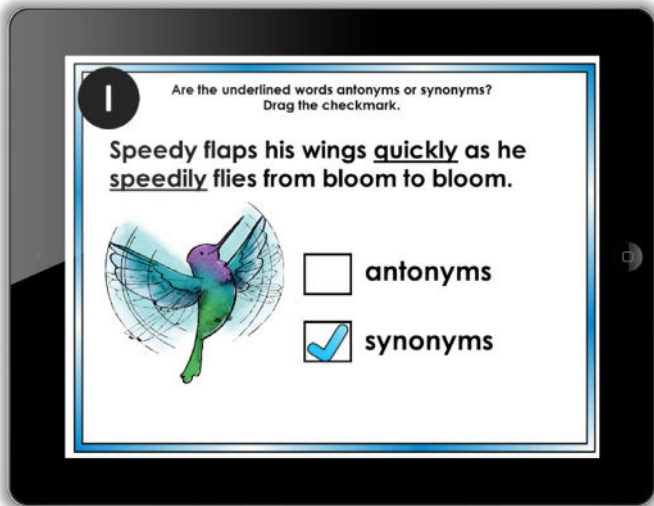 1
Are the underlined words antonyms or synonyms?
Drag the checkmark.
Speedy flaps his wings quickly as he
speedily flies from bloom to bloom.
antonyms
synonyms